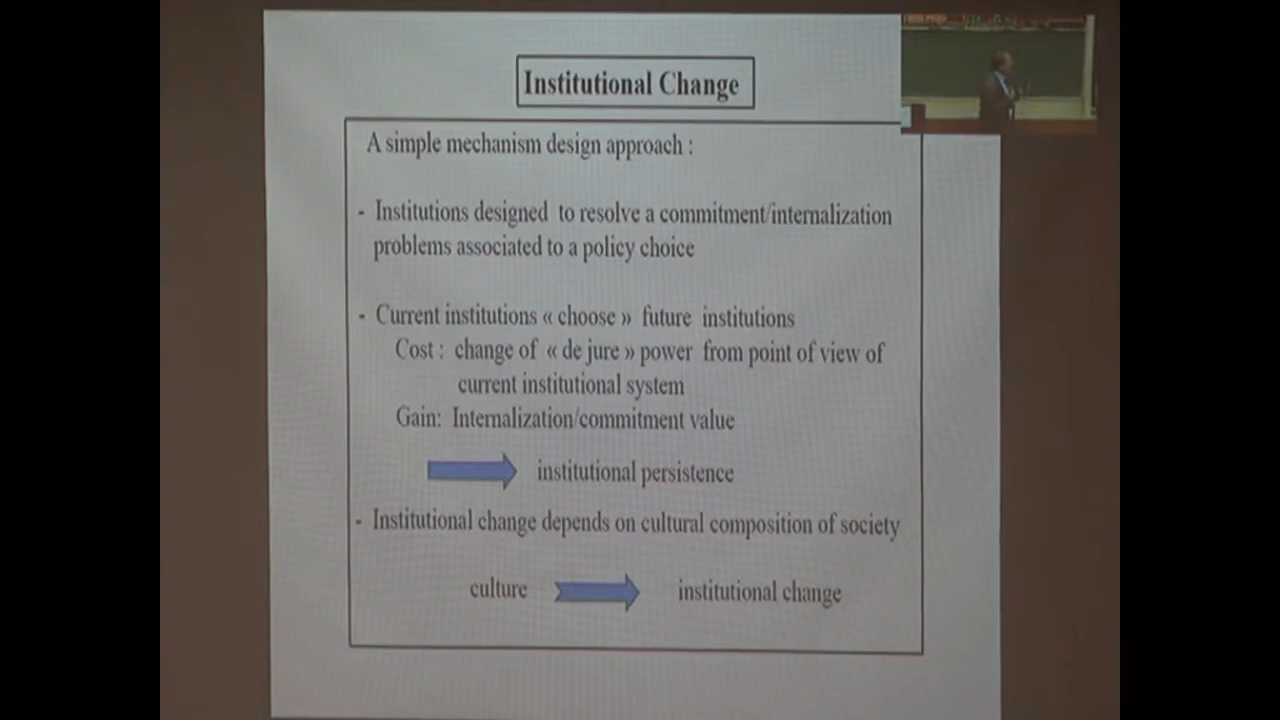 Institutional Change
A simple mechanism design approach :
- Institutions designed to resolve a commitment/internalization
problems associated to a policy choice
- Current institutions « choose » future institutions
Cost : change of « de jure » power from point of view of
current institutional system
Gain: Internalization/commitment value
institutional persistence
- Institutional change depends on cultural composition of society
culture institutional change